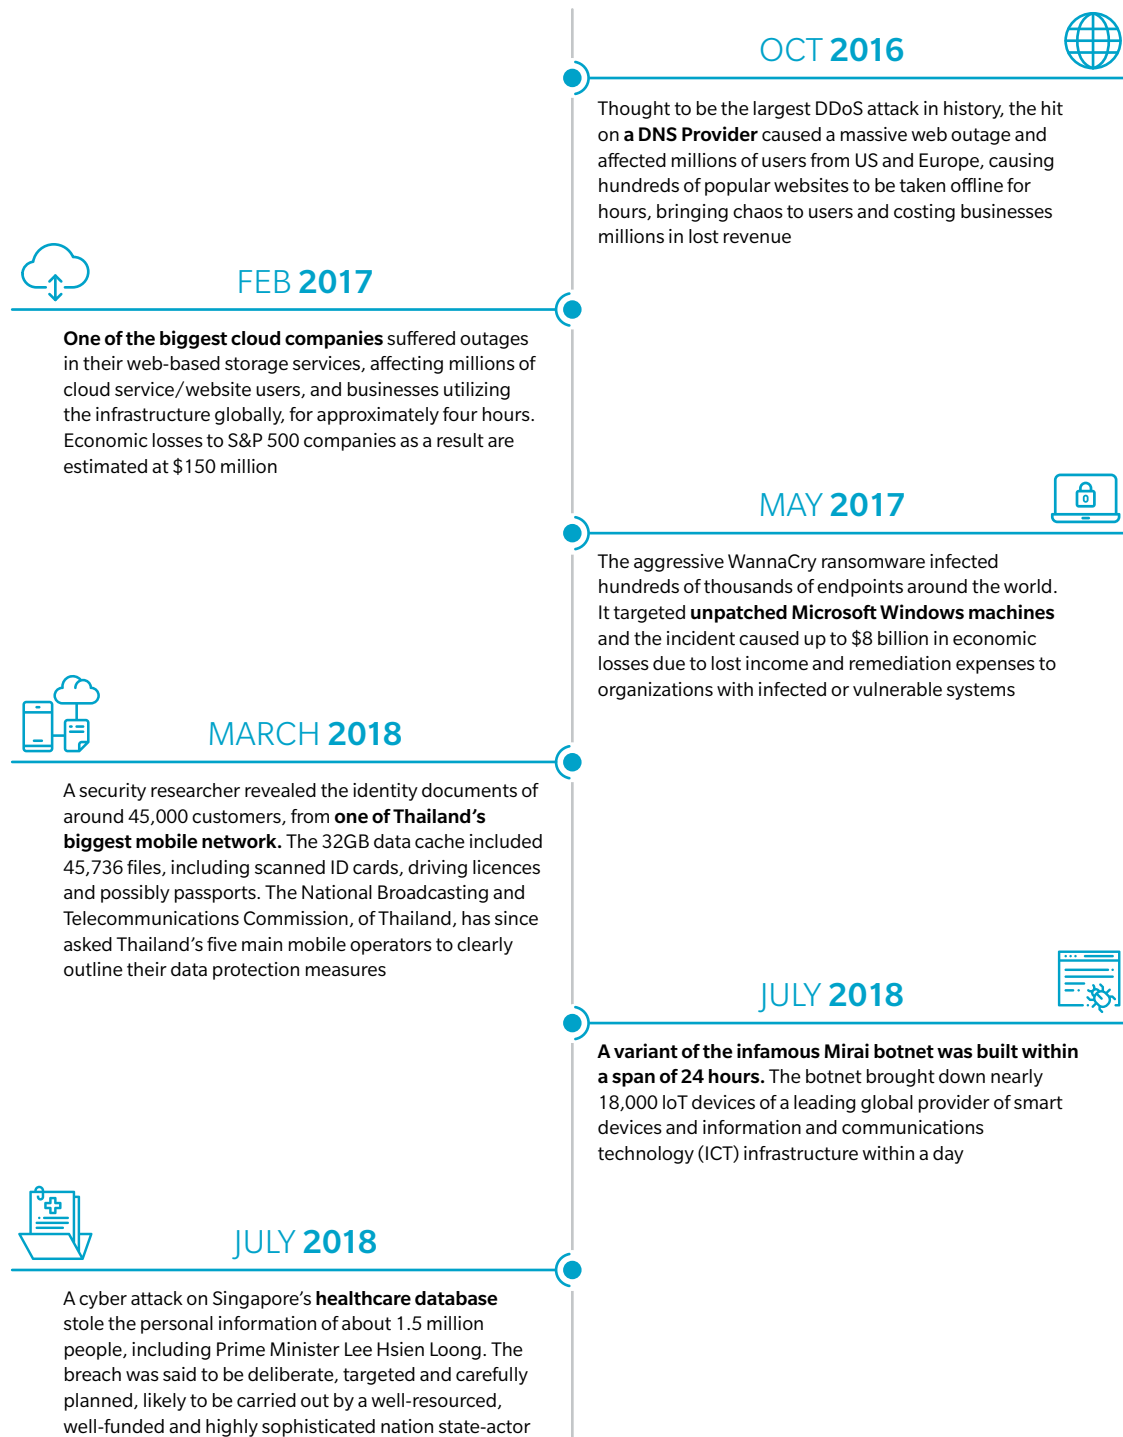 OCT 2016
Thought to be the largest DDoS attack in history, the hit
on a DNS Provider caused a massive web outage and
affected millions of users from US and Europe, causing
hundreds of popular websites to be taken offline for
hours, bringing chaos to users and costing businesses
millions in lost revenue
FEB 2017
One of the biggest cloud companies suffered outages
in their web-based storage services, affecting millions of
cloud service/website users, and businesses utilizing
the infrastructure globally, for approximately four hours.
Economic losses to S&P 500 companies as a result are
estimated at $150 million
MAY 2017
The aggressive WannaCry ransomware infected
hundreds of thousands of endpoints around the world.
It targeted unpatched Microsoft Windows machines
and the incident caused up to $8 billion in economic
losses due to lost income and remediation expenses to
organizations with infected or vulnerable systems
MARCH 2018
A security researcher revealed the identity documents of
around 45,000 customers, from one of Thailand's
biggest mobile network. The 32GB data cache included
45,736 files, including scanned ID cards, driving licences
and possibly passports. The National Broadcasting and
Telecommunications Commission, of Thailand, has since
asked Thailand's five main mobile operators to clearly
outline their data protection measures
JULY 2018
A variant of the infamous Mirai botnet was built within
a span of 24 hours. The botnet brought down nearly
18,000 loT devices of a leading global provider of smart
devices and information and communications
technology (ICT) infrastructure within a day
JULY 2018
A cyber attack on Singapore's healthcare database
stole the personal information of about 1.5 million
people, including Prime Minister Lee Hsien Loong. The
breach was said to be deliberate, targeted and carefully
planned, likely to be carried out by a well-resourced,
well-funded and highly sophisticated nation state-actor